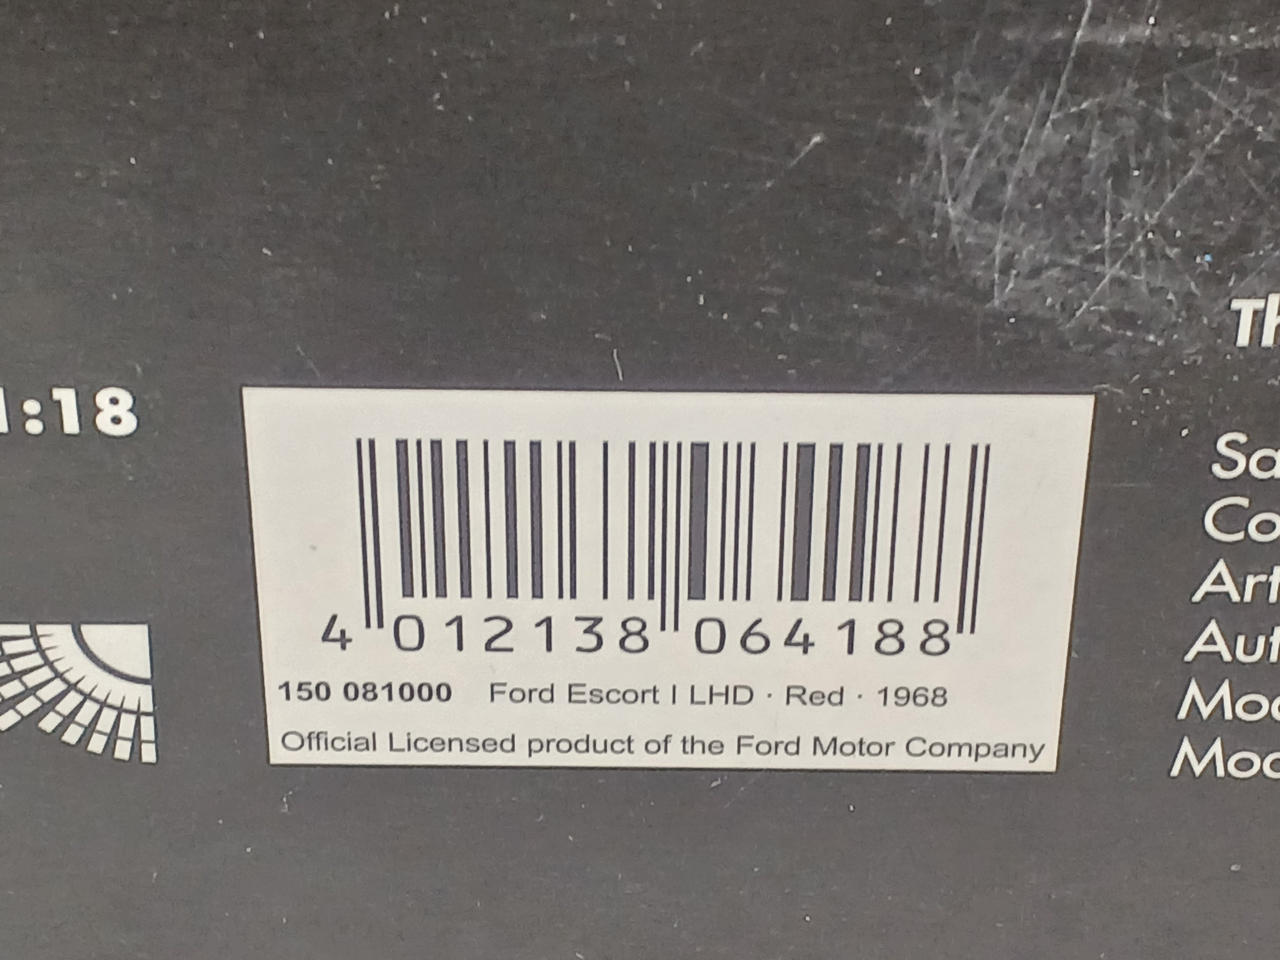 1:18
4 012138 064188
150 081000 Ford Escort I LHD · Red · 1968
Official Licensed product of the Ford Motor Company